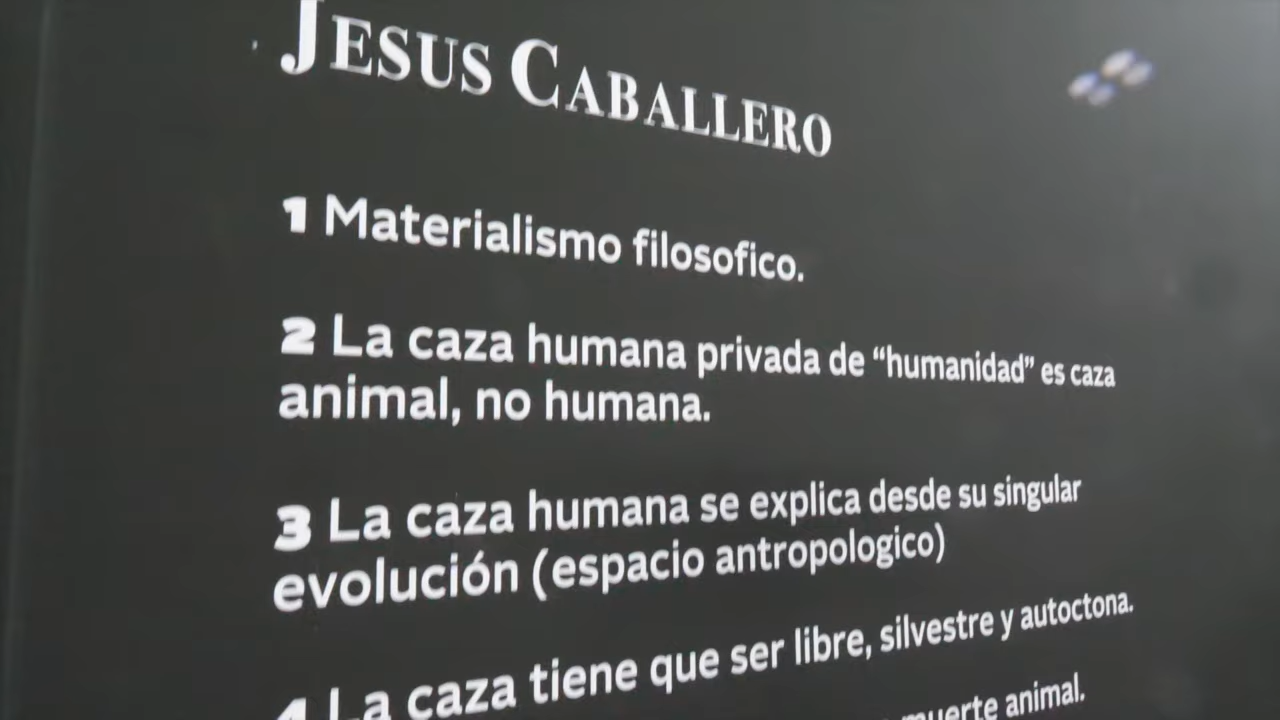 JESUS CABALLERO
1 Materialismo filosofico.
2 La caza humana privada de “humanidad” es caza
animal, no humana.
3 La caza humana se explica desde su singular
evolución (espacio antropologico)
4 La caza tiene que ser libre, silvestre y autoctona.
muerte animal.